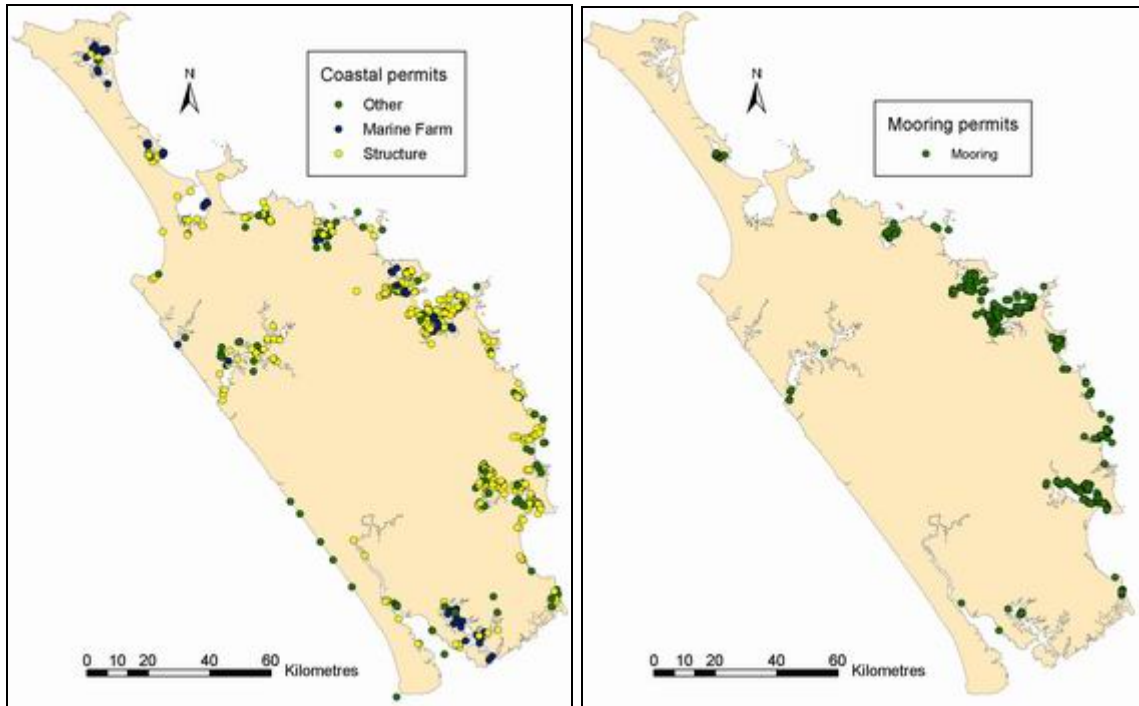 N
Coastal permits
Other
Marine Farm
Structure
0 10 20 40 60
Kilometres
N
Mooring permits
Mooring
0 10 20 40 60
Kilometres